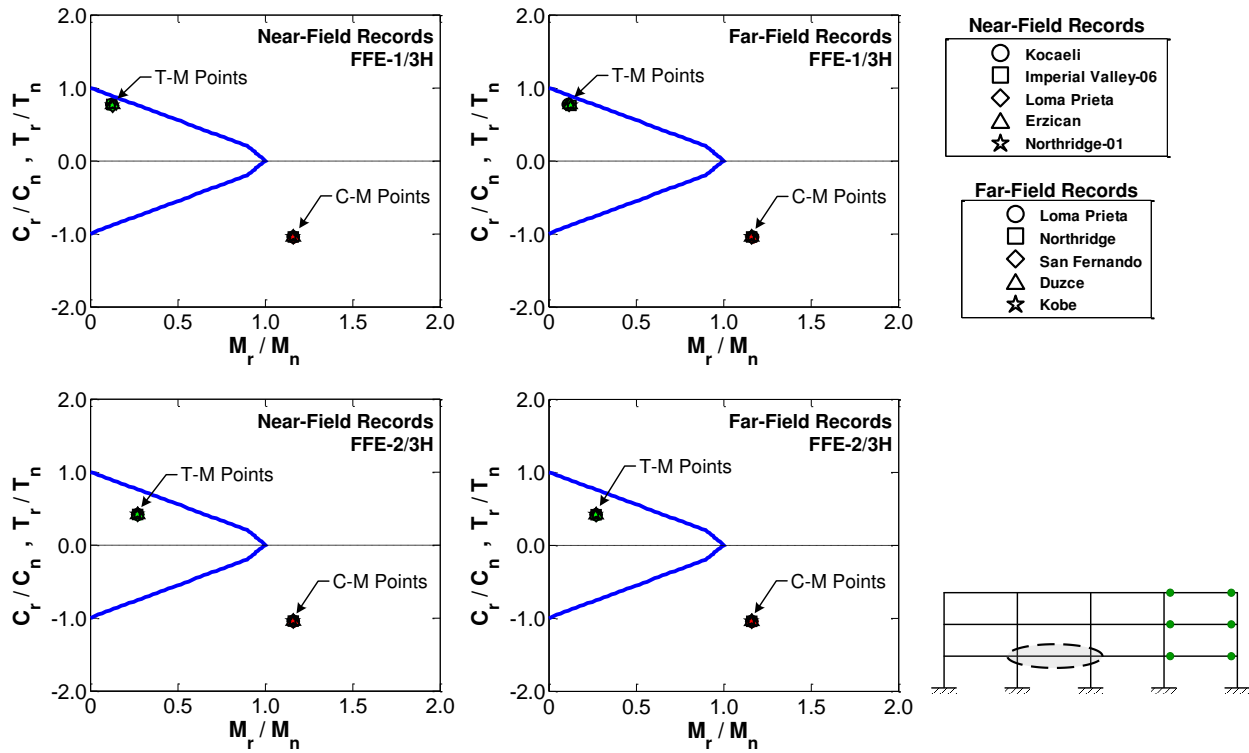 Near-Field Records
FFE-1/3H
T-M Points
C-M Points
2.0
1.0
0.0
-1.0
-2.0
0
0.5
1.0
1.5
2.0
C_r / C_n , T_r / T_n
M_r / M_n
Far-Field Records
FFE-1/3H
T-M Points
C-M Points
2.0
1.0
0.0
-1.0
-2.0
0
0.5
1.0
1.5
2.0
C_r / C_n , T_r / T_n
M_r / M_n
Near-Field Records
Kocaeli
Imperial Valley-06
Loma Prieta
Erzican
Northridge-01
Far-Field Records
Loma Prieta
Northridge
San Fernando
Duzce
Kobe
Near-Field Records
FFE-2/3H
T-M Points
C-M Points
2.0
1.0
0.0
-1.0
-2.0
0
0.5
1.0
1.5
2.0
C_r / C_n , T_r / T_n
M_r / M_n
Far-Field Records
FFE-2/3H
T-M Points
C-M Points
2.0
1.0
0.0
-1.0
-2.0
0
0.5
1.0
1.5
2.0
C_r / C_n , T_r / T_n
M_r / M_n